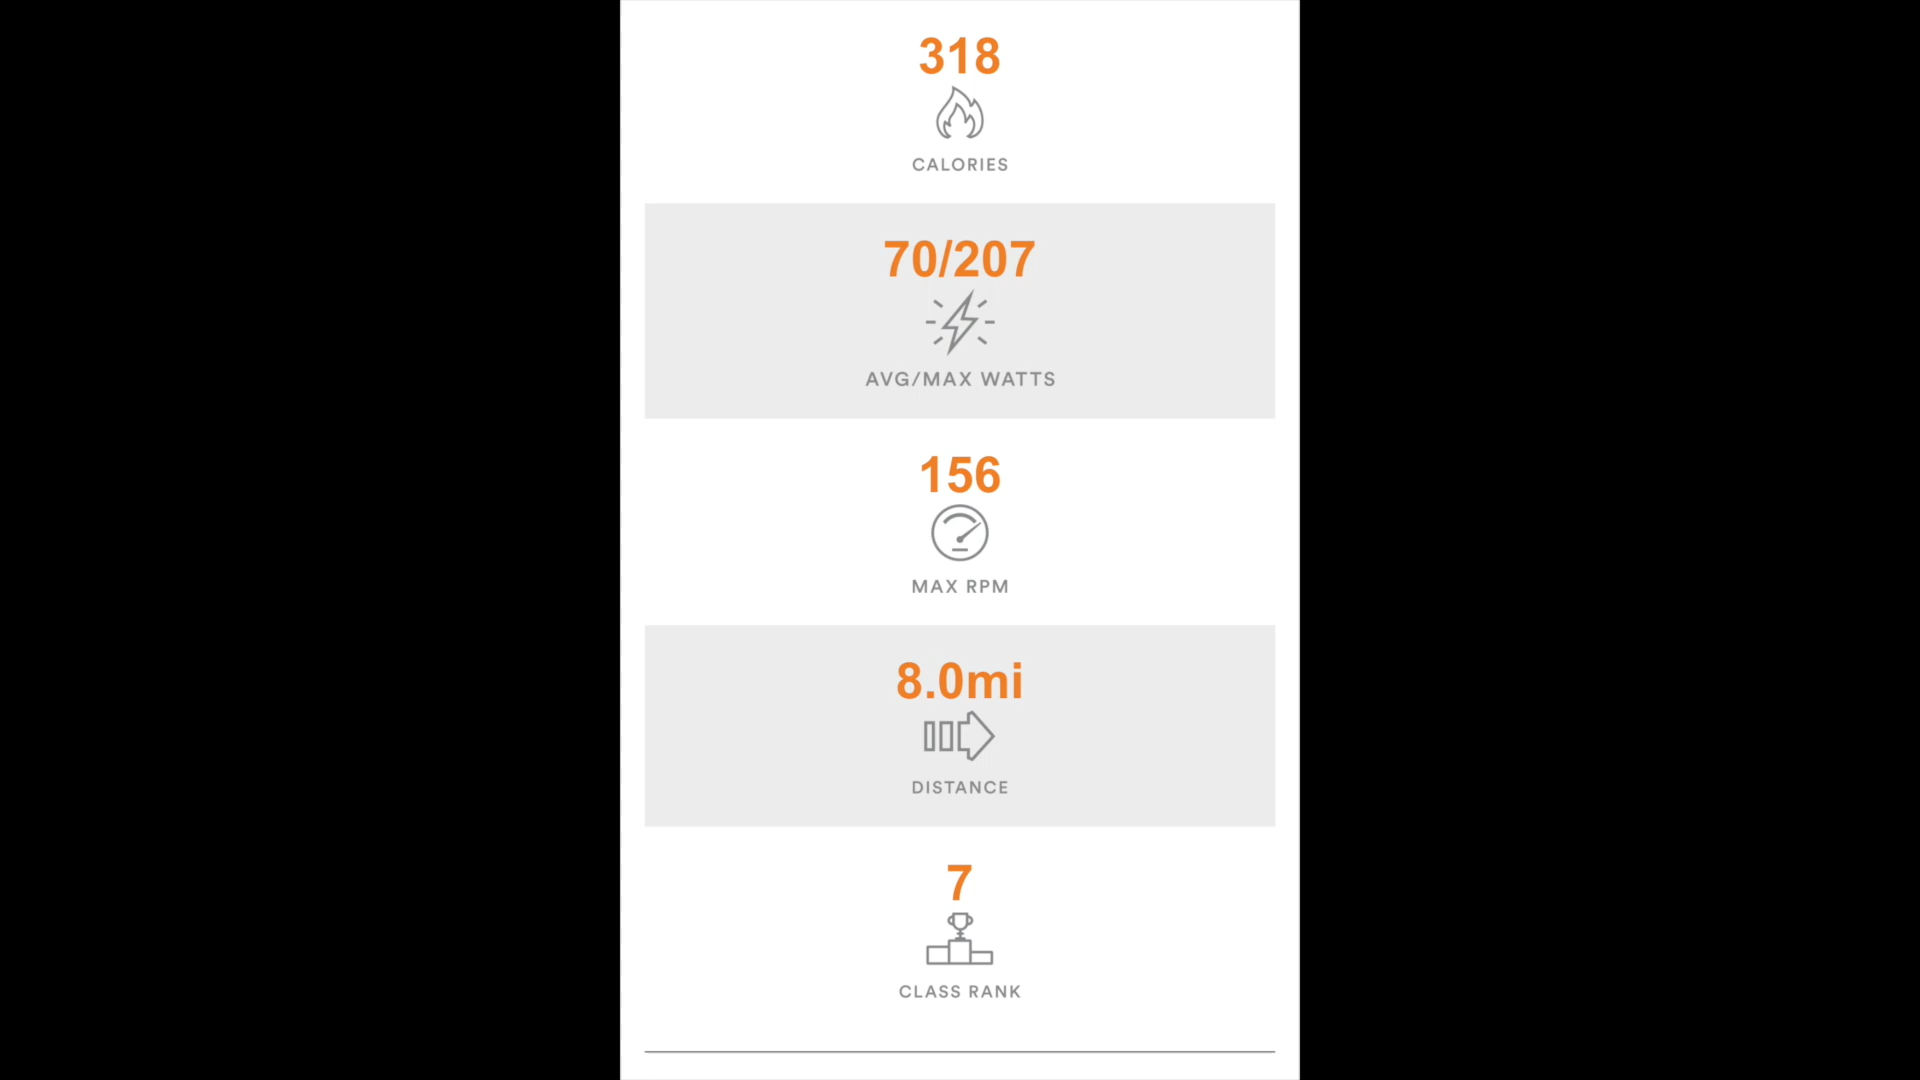 318
CALORIES
70/207
AVG/MAX WATTS
156
MAX RPM
8.0mi
DISTANCE
7
CLASS RANK